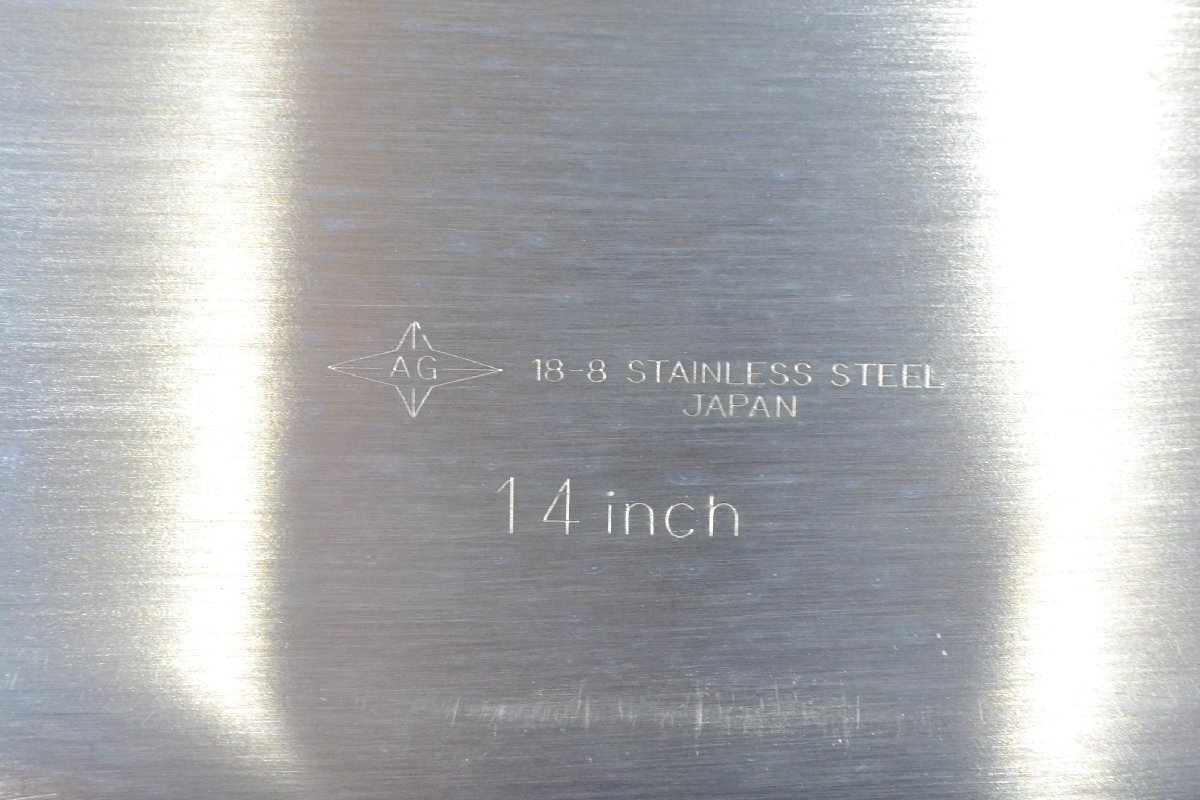 AG
18-8 STAINLESS STEEL
JAPAN
14 inch